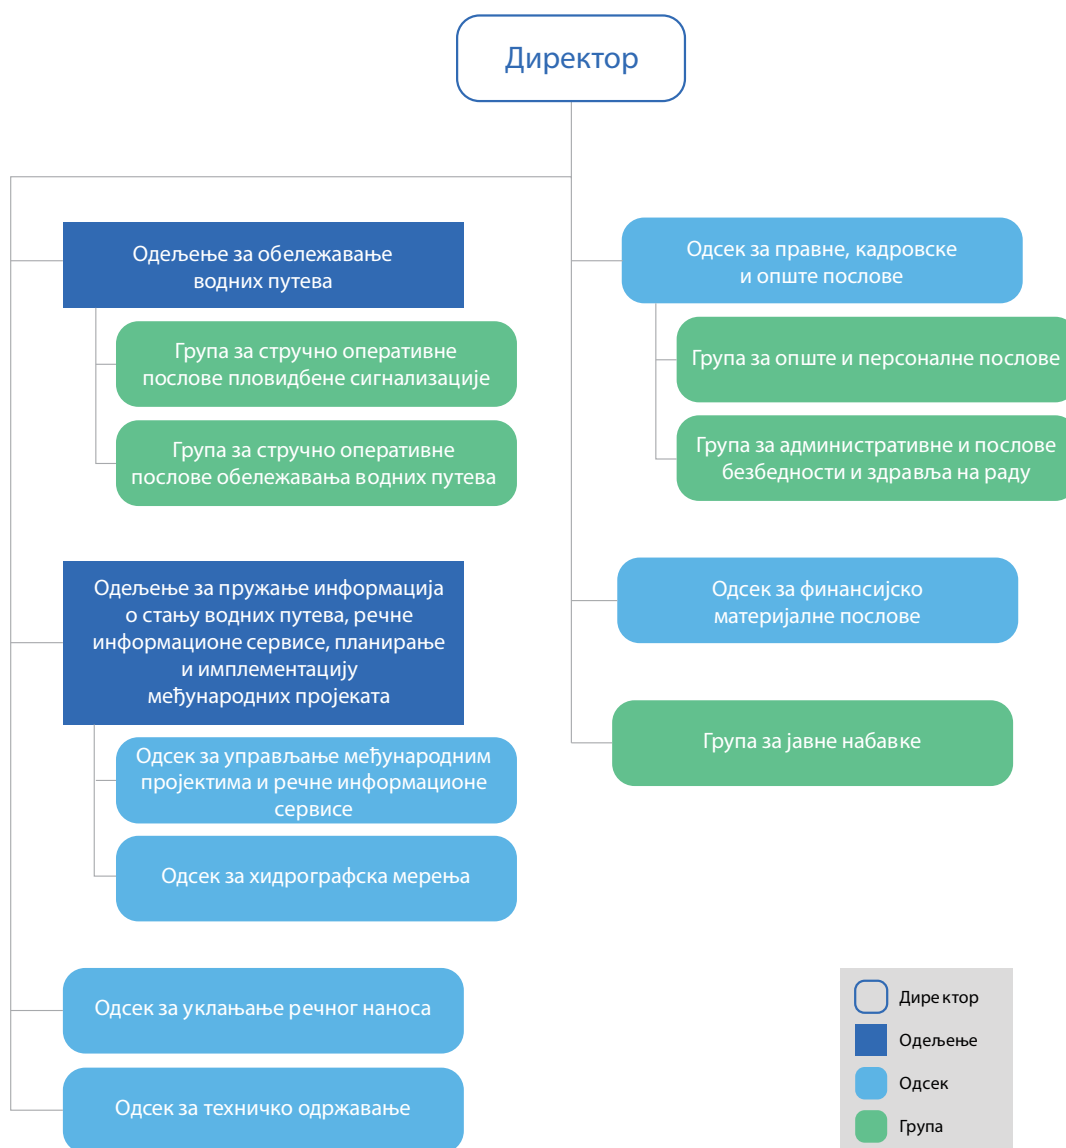 Директор
Одељење за обележавање
водних путева
Група за стручно оперативне
послове пловидбене сигнализације
Група за стручно оперативне
послове обележавања водних путева
Одељење за пружање информација
о стању водних путева, речне
информационе сервисе, планирање
и имплементацију
међународних пројеката
Одсек за управљање међународним
пројектима и речне информационе
сервисе
Одсек за хидрографска мерења
Одсек за уклањање речног наноса
Одсек за техничко одржавање
Одсек за правне, кадровске
и опште послове
Група за опште и персоналне послове
Група за административне и послове
безбедности и здравља на раду
Одсек за финансијско
материјалне послове
Група за јавне набавке
Директор
Одељење
Одсек
Група